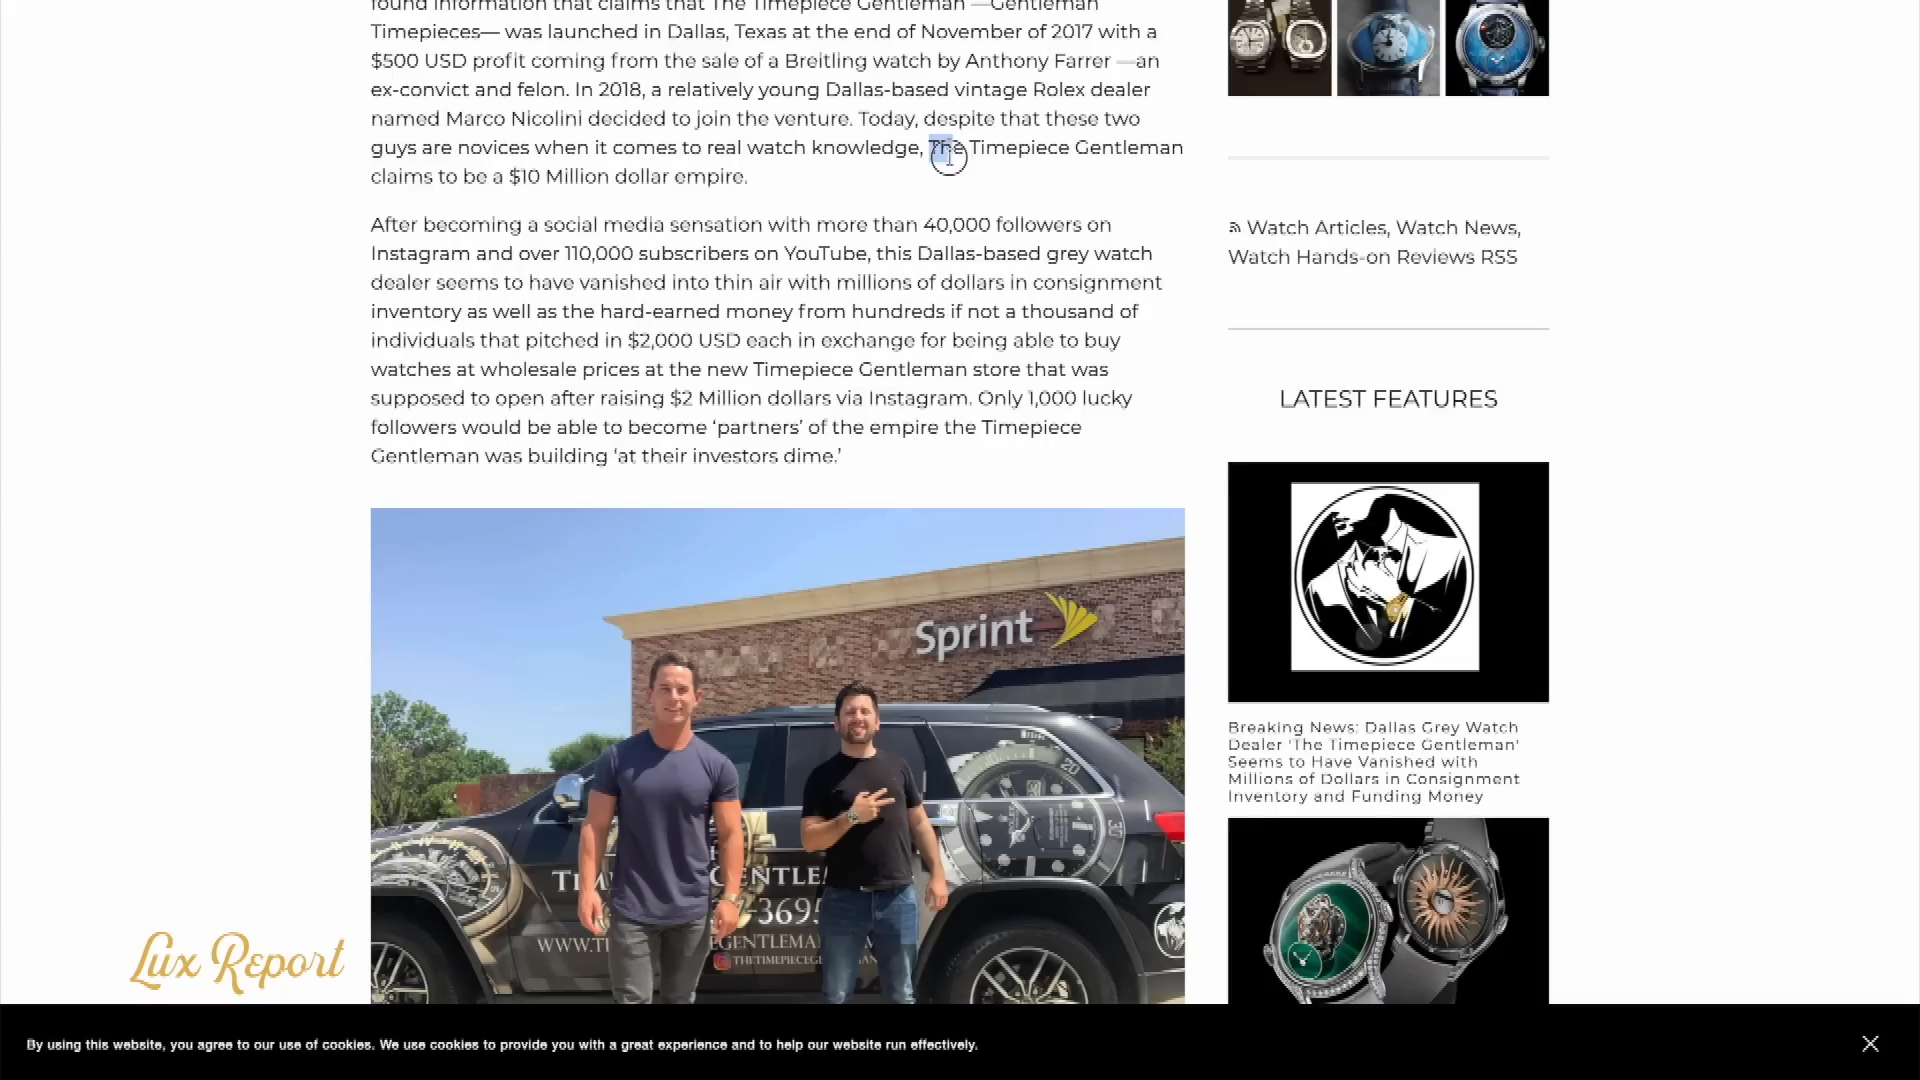 found information that claims that The Timepiece Gentleman —Gentleman
Timepieces— was launched in Dallas, Texas at the end of November of 2017 with a
$500 USD profit coming from the sale of a Breitling watch by Anthony Farrer —an
ex-convict and felon. In 2018, a relatively young Dallas-based vintage Rolex dealer
named Marco Nicolini decided to join the venture. Today, despite that these two
guys are novices when it comes to real watch knowledge, The Timepiece Gentleman
claims to be a $10 Million dollar empire.
After becoming a social media sensation with more than 40,000 followers on
Instagram and over 110,000 subscribers on YouTube, this Dallas-based grey watch
dealer seems to have vanished into thin air with millions of dollars in consignment
inventory as well as the hard-earned money from hundreds if not a thousand of
individuals that pitched in $2,000 USD each in exchange for being able to buy
watches at wholesale prices at the new Timepiece Gentleman store that was
supposed to open after raising $2 Million dollars via Instagram. Only 1,000 lucky
followers would be able to become ‘partners’ of the empire the Timepiece
Gentleman was building ‘at their investors dime.’
Sprint
Watch Articles, Watch News,
Watch Hands-on Reviews RSS
LATEST FEATURES
Breaking News: Dallas Grey Watch
Dealer 'The Timepiece Gentleman'
Seems to Have Vanished with
Millions of Dollars in Consignment
Inventory and Funding Money
Lux Report
By using this website, you agree to our use of cookies. We use cookies to provide you with a great experience and to help our website run effectively.